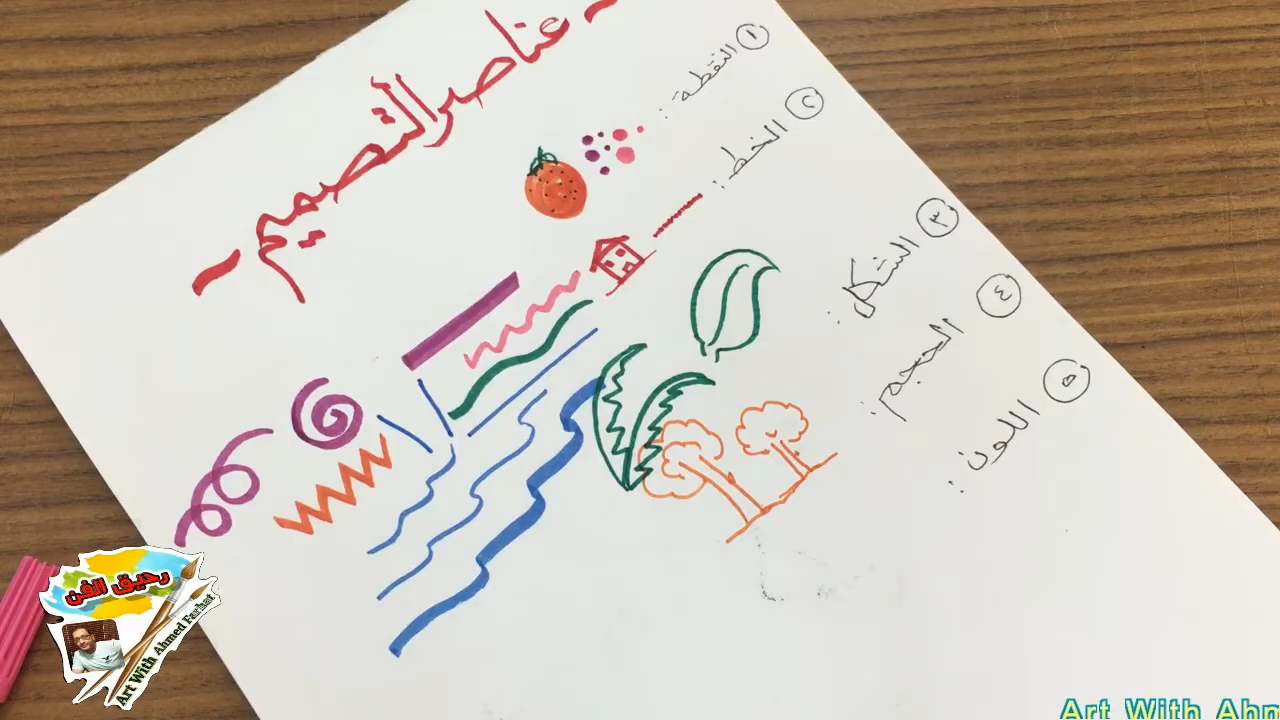 عناصر التصميم
١ النقطة :
٢ الخط :
٣ الشكل :
٤ الحجم :
٥ اللون :
رحيق الفن
Art With Ahmed Farhat
Art With Ahm